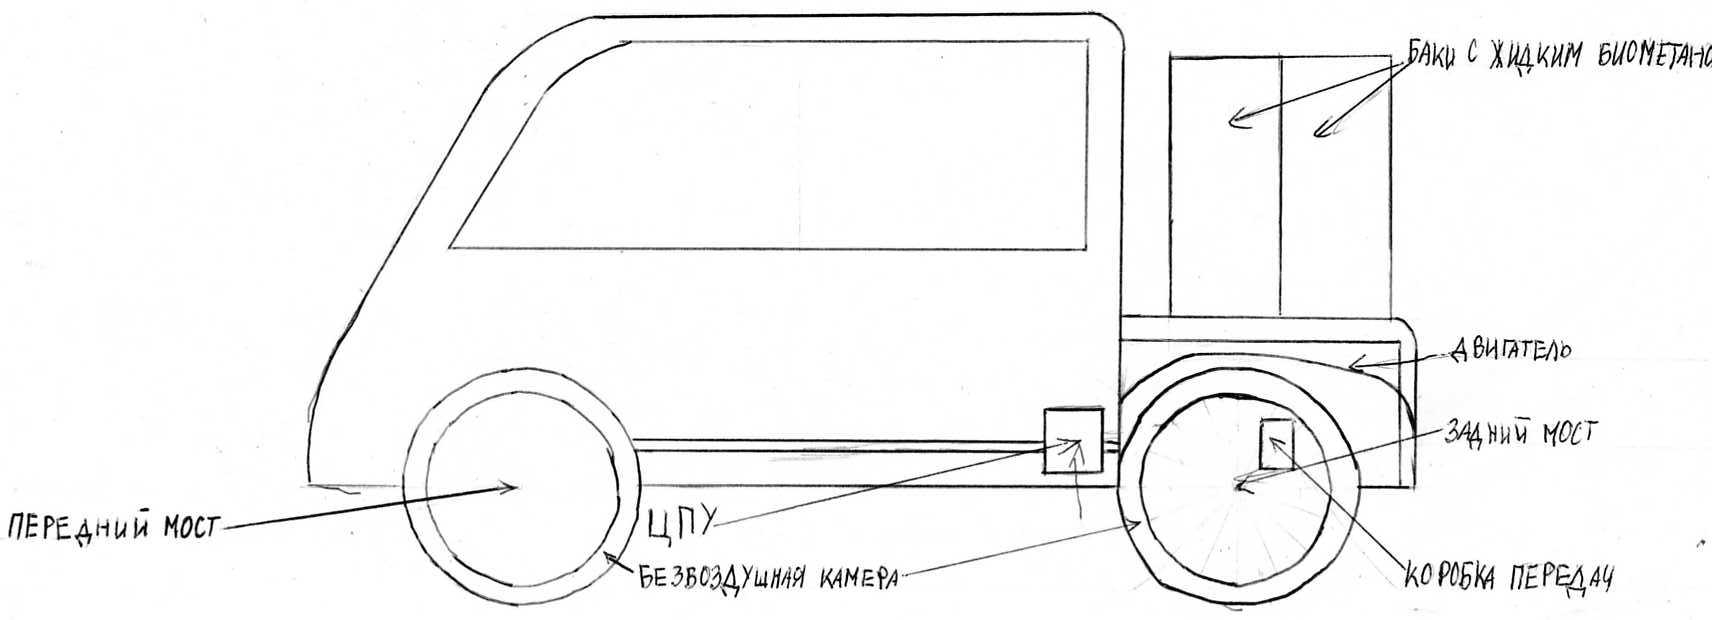 БАКИ С ЖИДКИМ БИОМЕТАНО
ДВИГАТЕЛЬ
ЗАДНИЙ МОСТ
ПЕРЕДНИЙ МОСТ
ЦПУ
БЕЗВОЗДУШНАЯ КАМЕРА
КОРОБКА ПЕРЕДАЧ